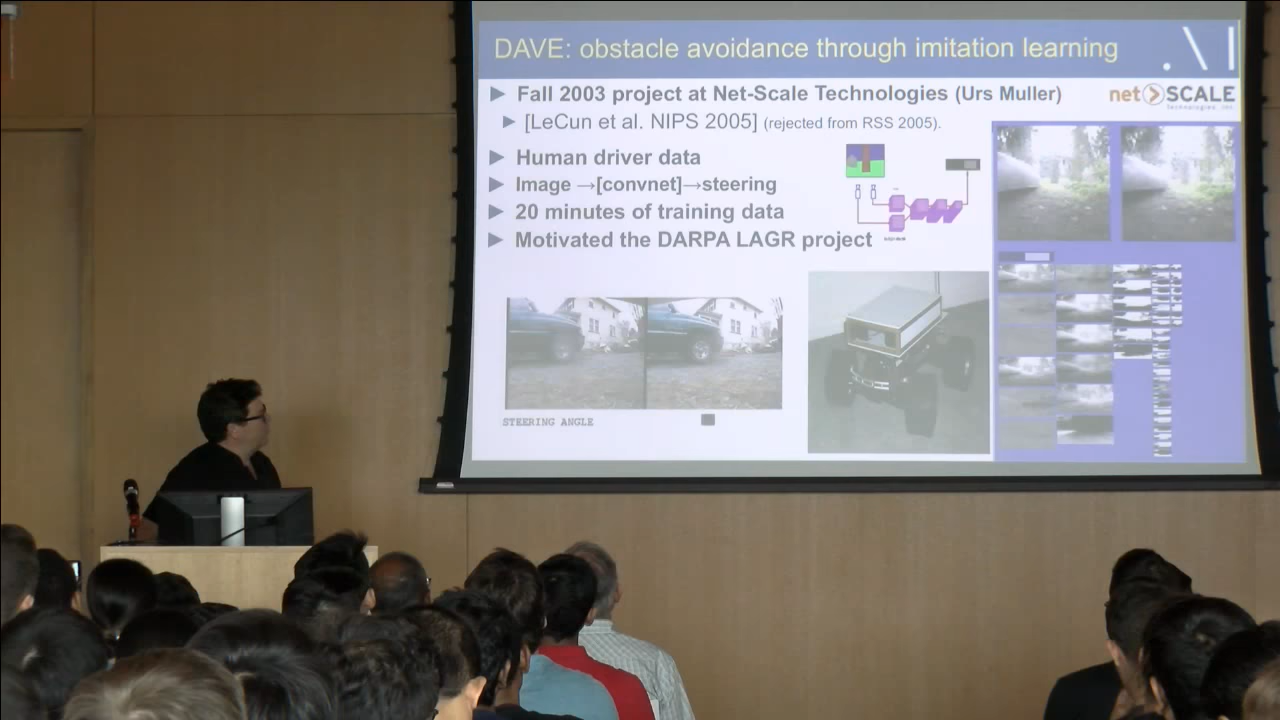 DAVE: obstacle avoidance through imitation learning
Fall 2003 project at Net-Scale Technologies (Urs Muller)
net SCALE
Technologies, Inc.
[LeCun et al. NIPS 2005] (rejected from RSS 2005).
Human driver data
Image →[convnet]→steering
20 minutes of training data
Motivated the DARPA LAGR project
STEERING ANGLE